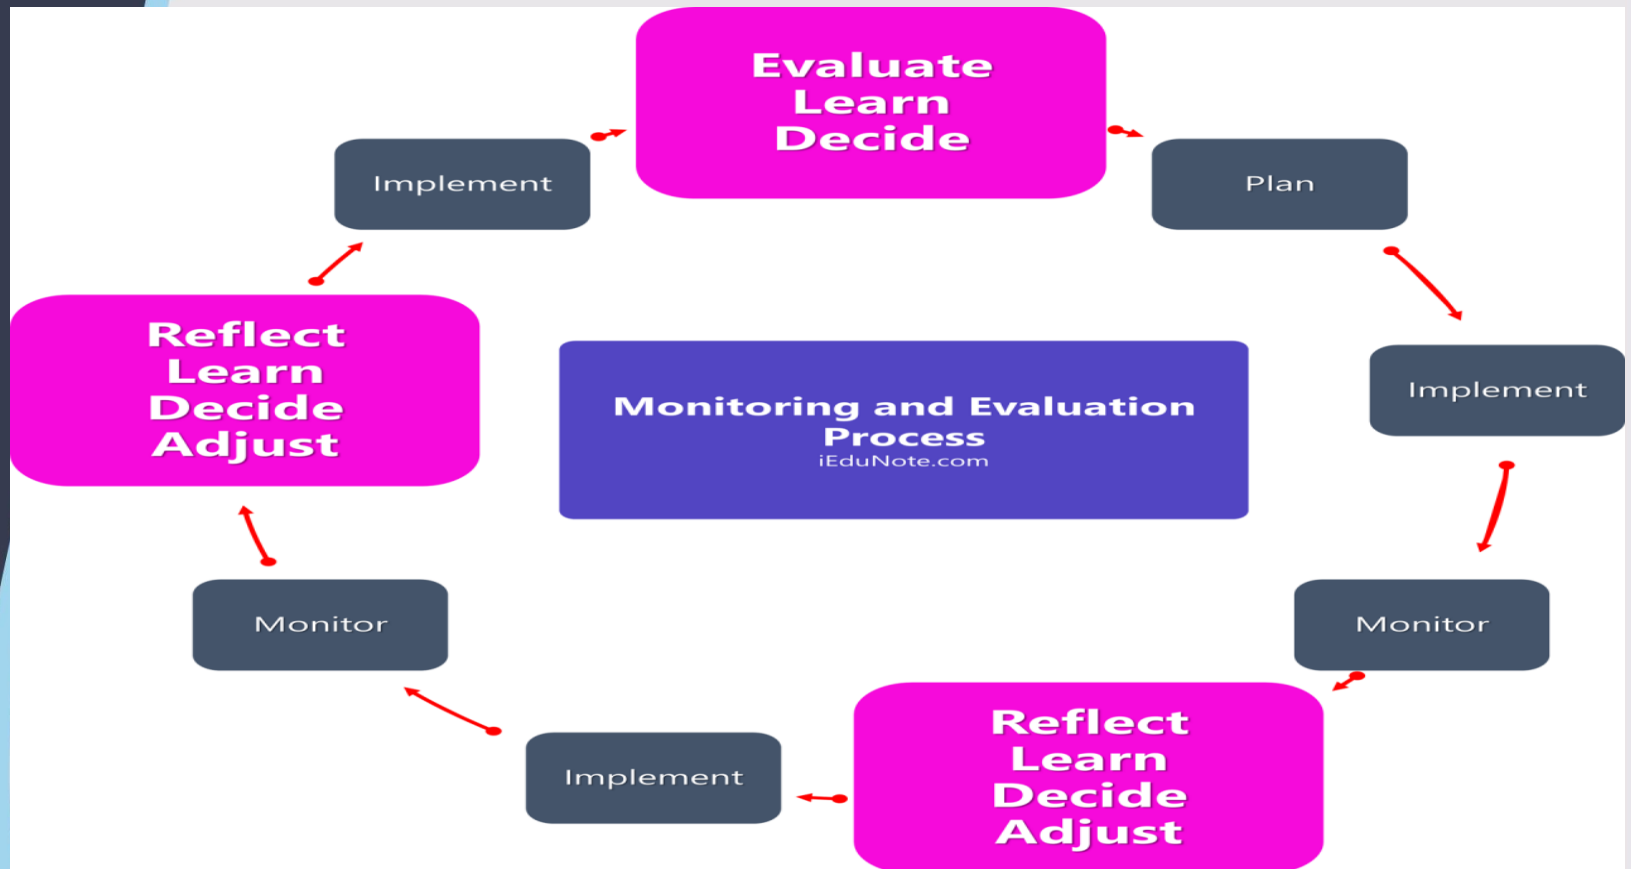 Evaluate
Learn
Decide
Plan
Implement
Monitor
Reflect
Learn
Decide
Adjust
Implement
Monitor
Reflect
Learn
Decide
Adjust
Implement
Monitoring and Evaluation
Process
iEduNote.com